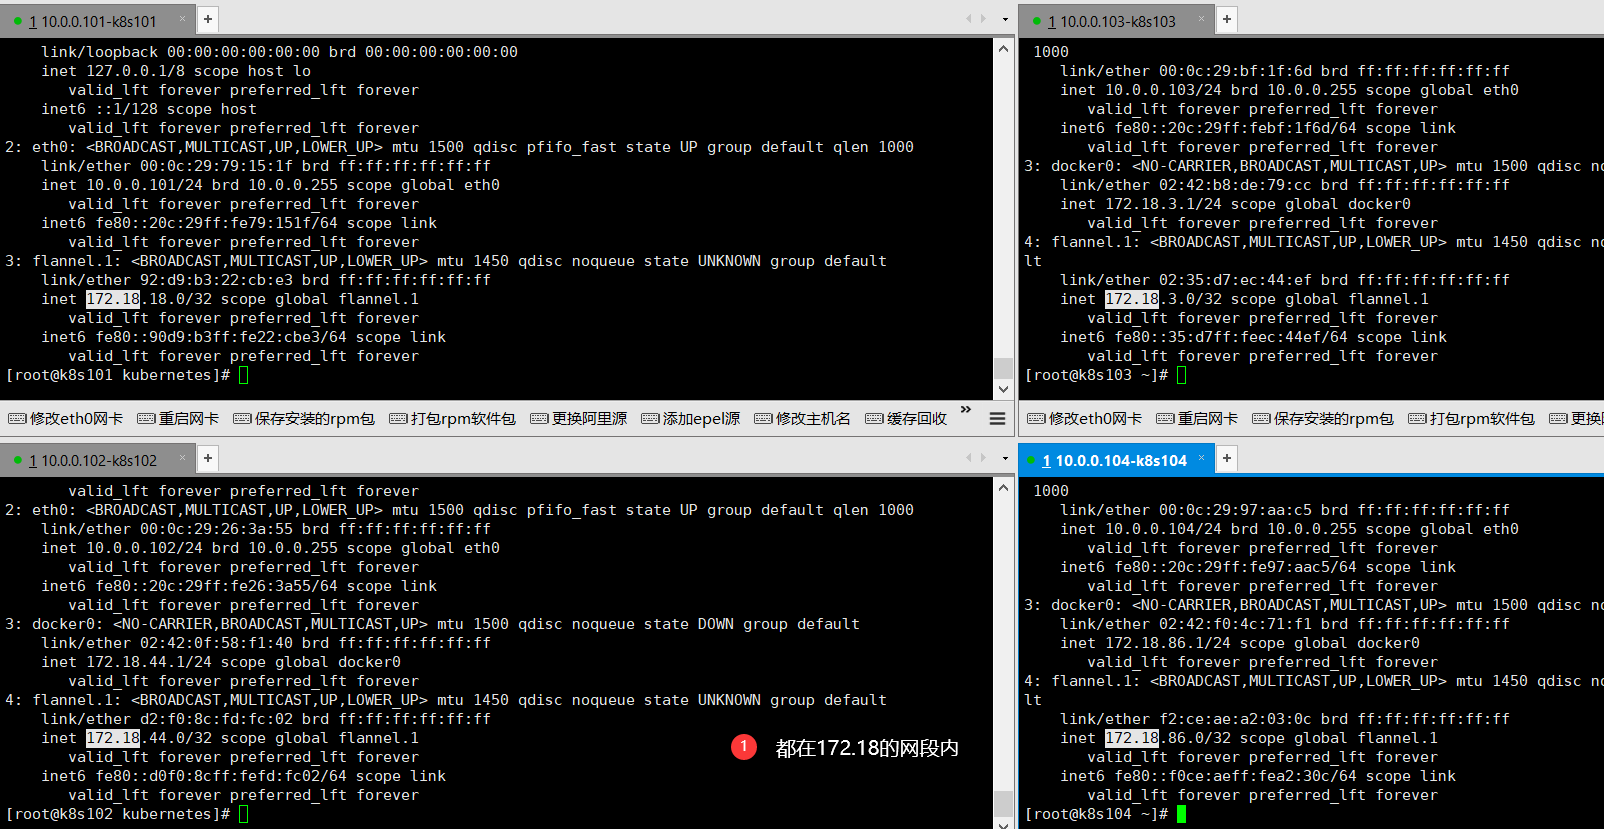 1 10.0.0.101-k8s101
link/loopback 00:00:00:00:00:00 brd 00:00:00:00:00:00
inet 127.0.0.1/8 scope host lo
valid_lft forever preferred_lft forever
inet6 ::1/128 scope host
valid_lft forever preferred_lft forever
2: eth0: <BROADCAST,MULTICAST,UP,LOWER_UP> mtu 1500 qdisc pfifo_fast state UP group default qlen 1000
link/ether 00:0c:29:79:15:1f brd ff:ff:ff:ff:ff:ff
inet 10.0.0.101/24 brd 10.0.0.255 scope global eth0
valid_lft forever preferred_lft forever
inet6 fe80::20c:29ff:fe79:151f/64 scope link
valid_lft forever preferred_lft forever
3: flannel.1: <BROADCAST,MULTICAST,UP,LOWER_UP> mtu 1450 qdisc noqueue state UNKNOWN group default
link/ether 92:d9:b3:22:cb:e3 brd ff:ff:ff:ff:ff:ff
inet 172.18.18.0/32 scope global flannel.1
valid_lft forever preferred_lft forever
inet6 fe80::90d9:b3ff:fe22:cbe3/64 scope link
valid_lft forever preferred_lft forever
[root@k8s101 kubernetes]#
修改eth0网卡 重启网卡 保存安装的rpm包 打包rpm软件包 更换阿里源 添加epel源 修改主机名 缓存回收
1 10.0.0.103-k8s103
1000
link/ether 00:0c:29:bf:1f:6d brd ff:ff:ff:ff:ff:ff
inet 10.0.0.103/24 brd 10.0.0.255 scope global eth0
valid_lft forever preferred_lft forever
inet6 fe80::20c:29ff:febf:1f6d/64 scope link
valid_lft forever preferred_lft forever
3: docker0: <NO-CARRIER,BROADCAST,MULTICAST,UP> mtu 1500 qdisc no
link/ether 02:42:b8:de:79:cc brd ff:ff:ff:ff:ff:ff
inet 172.18.3.1/24 scope global docker0
valid_lft forever preferred_lft forever
4: flannel.1: <BROADCAST,MULTICAST,UP,LOWER_UP> mtu 1450 qdisc no
lt
link/ether 02:35:d7:ec:44:ef brd ff:ff:ff:ff:ff:ff
inet 172.18.3.0/32 scope global flannel.1
valid_lft forever preferred_lft forever
inet6 fe80::35:d7ff:feec:44ef/64 scope link
valid_lft forever preferred_lft forever
[root@k8s103 ~]#
修改eth0网卡 重启网卡 保存安装的rpm包 打包rpm软件包 更换
1 10.0.0.102-k8s102
valid_lft forever preferred_lft forever
2: eth0: <BROADCAST,MULTICAST,UP,LOWER_UP> mtu 1500 qdisc pfifo_fast state UP group default qlen 1000
link/ether 00:0c:29:26:3a:55 brd ff:ff:ff:ff:ff:ff
inet 10.0.0.102/24 brd 10.0.0.255 scope global eth0
valid_lft forever preferred_lft forever
inet6 fe80::20c:29ff:fe26:3a55/64 scope link
valid_lft forever preferred_lft forever
3: docker0: <NO-CARRIER,BROADCAST,MULTICAST,UP> mtu 1500 qdisc noqueue state DOWN group default
link/ether 02:42:0f:58:f1:40 brd ff:ff:ff:ff:ff:ff
inet 172.18.44.1/24 scope global docker0
valid_lft forever preferred_lft forever
4: flannel.1: <BROADCAST,MULTICAST,UP,LOWER_UP> mtu 1450 qdisc noqueue state UNKNOWN group default
link/ether d2:f0:8c:fd:fc:02 brd ff:ff:ff:ff:ff:ff
inet 172.18.44.0/32 scope global flannel.1
1 都在172.18的网段内
valid_lft forever preferred_lft forever
inet6 fe80::d0f0:8cff:fefd:fc02/64 scope link
valid_lft forever preferred_lft forever
[root@k8s102 kubernetes]#
1 10.0.0.104-k8s104
1000
link/ether 00:0c:29:97:aa:c5 brd ff:ff:ff:ff:ff:ff
inet 10.0.0.104/24 brd 10.0.0.255 scope global eth0
valid_lft forever preferred_lft forever
inet6 fe80::20c:29ff:fe97:aac5/64 scope link
valid_lft forever preferred_lft forever
3: docker0: <NO-CARRIER,BROADCAST,MULTICAST,UP> mtu 1500 qdisc no
link/ether 02:42:f0:4c:71:f1 brd ff:ff:ff:ff:ff:ff
inet 172.18.86.1/24 scope global docker0
valid_lft forever preferred_lft forever
4: flannel.1: <BROADCAST,MULTICAST,UP,LOWER_UP> mtu 1450 qdisc no
lt
link/ether f2:ce:ae:a2:03:0c brd ff:ff:ff:ff:ff:ff
inet 172.18.86.0/32 scope global flannel.1
valid_lft forever preferred_lft forever
inet6 fe80::f0ce:aeff:fea2:30c/64 scope link
valid_lft forever preferred_lft forever
[root@k8s104 ~]#